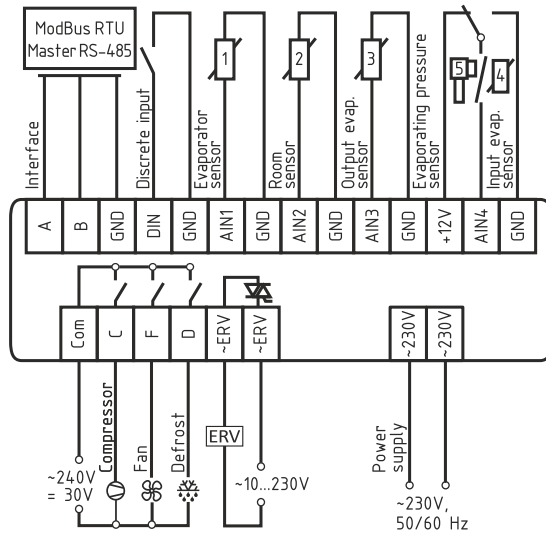 ModBus RTU
Master RS-485
Interface
Discrete input
Evaporator
sensor
1
Room
sensor
2
Output evap.
sensor
3
Evaporating pressure
sensor
5
4
Input evap.
sensor
A
B
GND
DIN
GND
AIN1
GND
AIN2
GND
AIN3
GND
+12V
AIN4
GND
Com
C
F
D
~ERV
~ERV
~230V
~230V
Compressor
Fan
Defrost
ERV
Power
supply
~240V
= 30V
~10...230V
~230V,
50/60 Hz